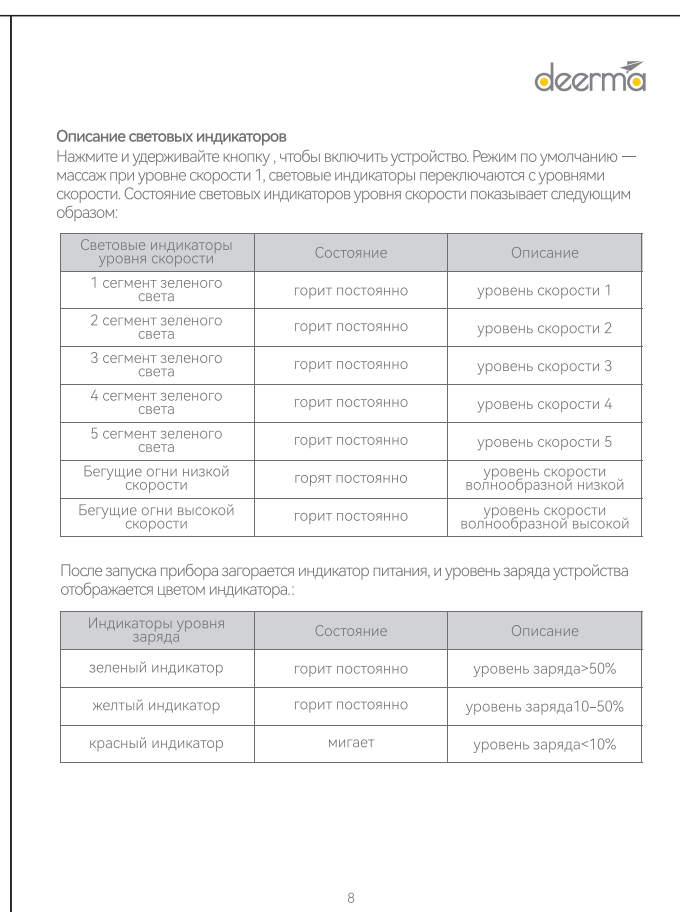 deerma
Описание световых индикаторов
Нажмите и удерживайте кнопку , чтобы включить устройство. Режим по умолчанию —
массаж при уровне скорости 1, световые индикаторы переключаются с уровнями
скорости. Состояние световых индикаторов уровня скорости показывает следующим
образом:
Световые индикаторы
уровня скорости
Состояние
Описание
1 сегмент зеленого
света
горит постоянно
уровень скорости 1
2 сегмент зеленого
света
горит постоянно
уровень скорости 2
3 сегмент зеленого
света
горит постоянно
уровень скорости 3
4 сегмент зеленого
света
горит постоянно
уровень скорости 4
5 сегмент зеленого
света
горит постоянно
уровень скорости 5
Бегущие огни низкой
скорости
горят постоянно
уровень скорости
волнообразной низкой
Бегущие огни высокой
скорости
горит постоянно
уровень скорости
волнообразной высокой
После запуска прибора загорается индикатор питания, и уровень заряда устройства
отображается цветом индикатора.:
Индикаторы уровня
заряда
Состояние
Описание
зеленый индикатор
горит постоянно
уровень заряда>50%
желтый индикатор
горит постоянно
уровень заряда10–50%
красный индикатор
мигает
уровень заряда<10%
8